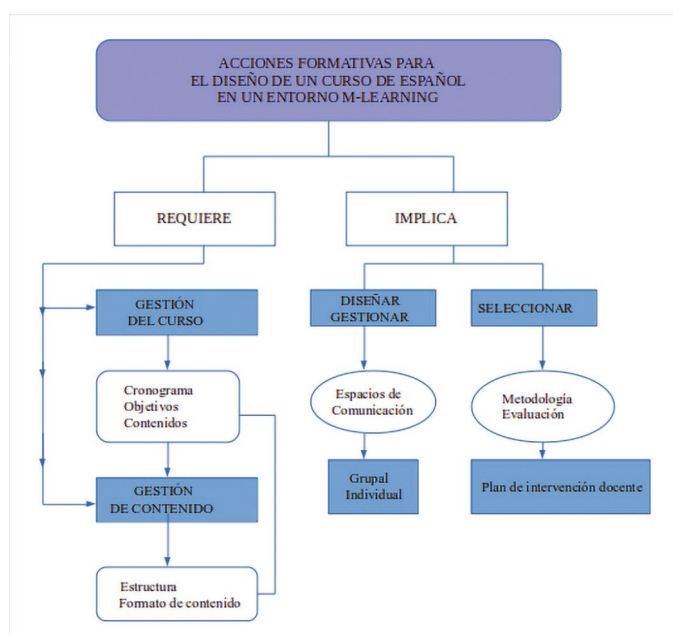 ACCIONES FORMATIVAS PARA
EL DISEÑO DE UN CURSO DE ESPAÑOL
EN UN ENTORNO M-LEARNING
REQUIERE
IMPLICA
GESTIÓN
DEL CURSO
DISEÑAR
GESTIONAR
SELECCIONAR
Cronograma
Objetivos
Contenidos
Espacios de
Comunicación
Metodología
Evaluación
GESTIÓN
DE CONTENIDO
Grupal
Individual
Plan de intervención docente
Estructura
Formato de contenido